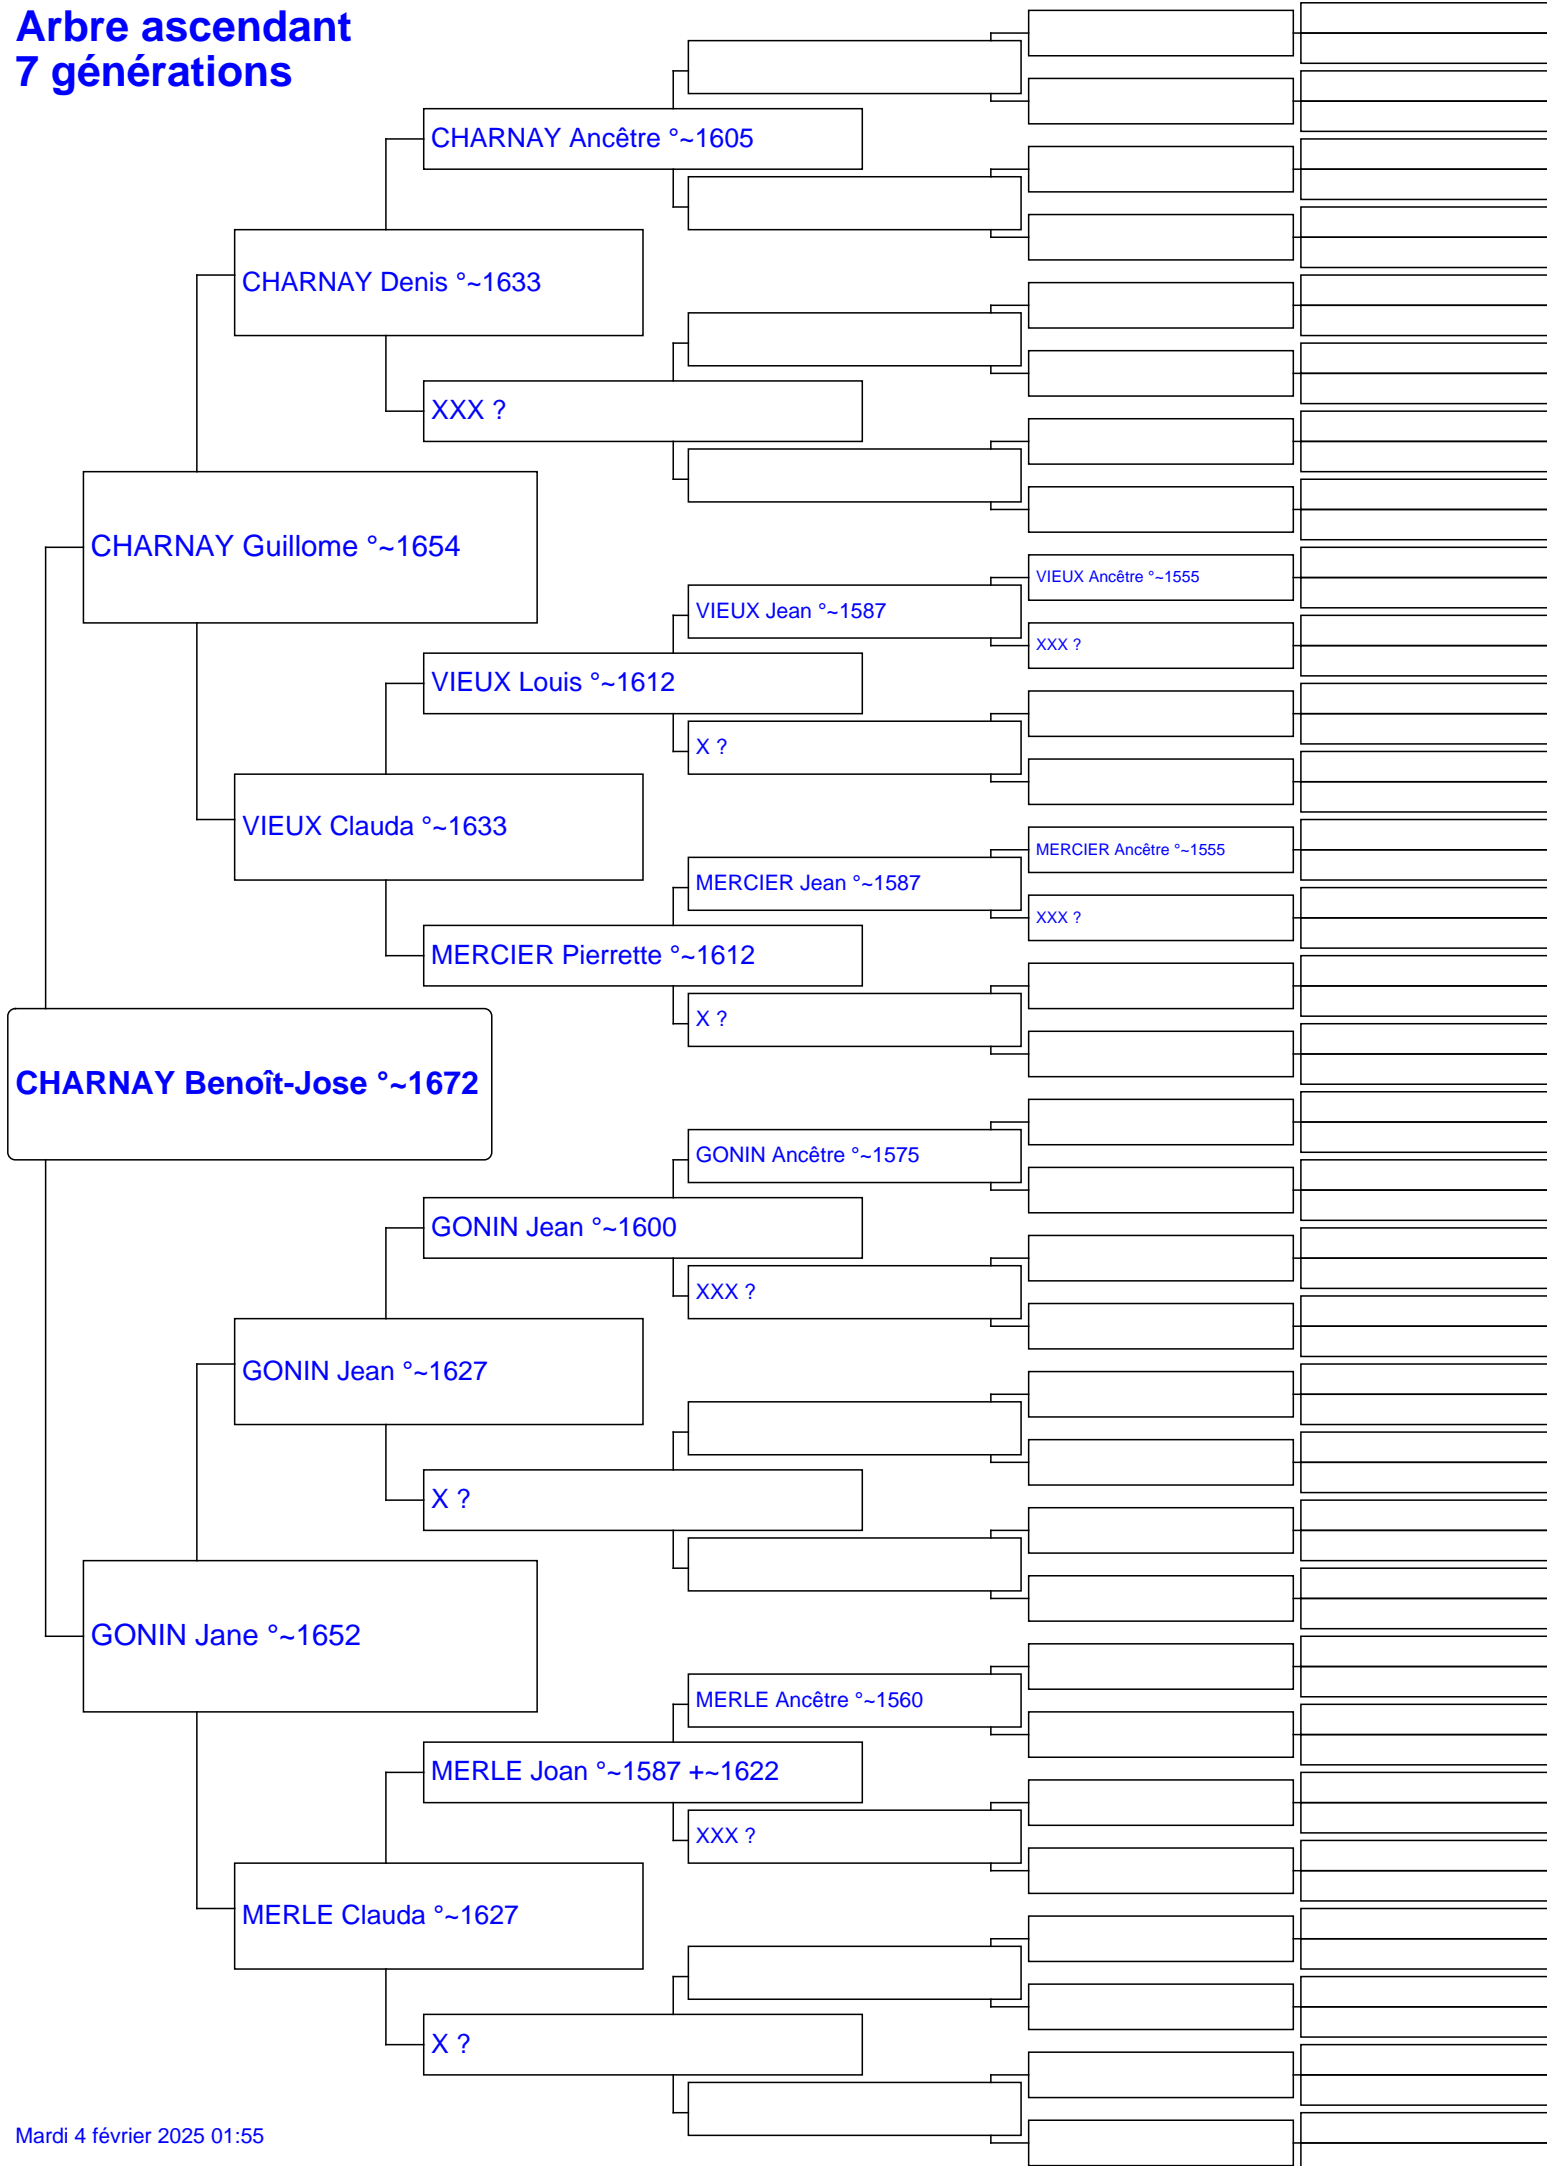 Arbre ascendant
7 générations
CHARNAY Ancêtre °~1605
CHARNAY Denis °~1633
XXX ?
CHARNAY Guillome °~1654
VIEUX Ancêtre °~1555
VIEUX Jean °~1587
XXX ?
VIEUX Louis °~1612
X ?
VIEUX Clauda °~1633
MERCIER Ancêtre °~1555
MERCIER Jean °~1587
XXX ?
MERCIER Pierrette °~1612
X ?
CHARNAY Benoît-Jose °~1672
GONIN Ancêtre °~1575
GONIN Jean °~1600
XXX ?
GONIN Jean °~1627
X ?
GONIN Jane °~1652
MERLE Ancêtre °~1560
MERLE Joan °~1587 +~1622
XXX ?
MERLE Clauda °~1627
X ?
Mardi 4 février 2025 01:55